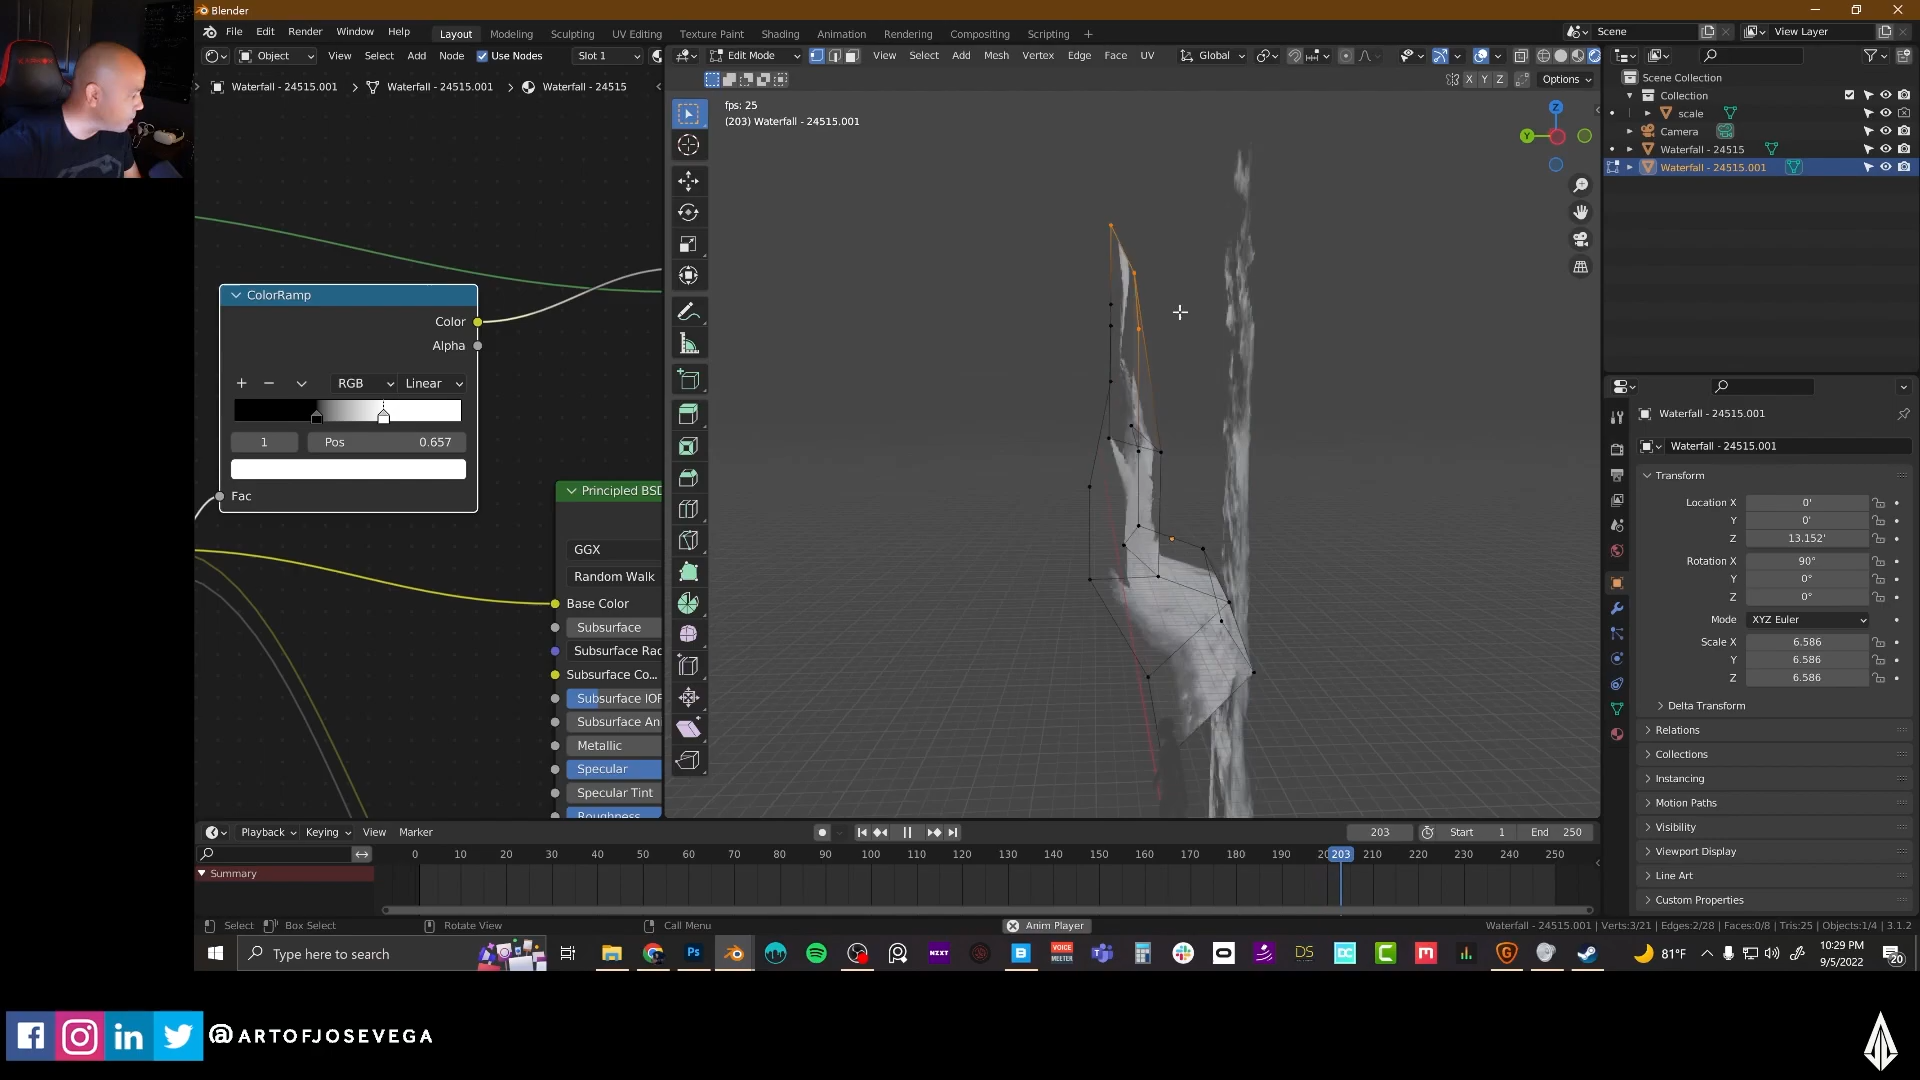 Blender
File Edit Render Window Help
Layout Modeling Sculpting UV Editing Texture Paint Shading Animation Rendering Compositing Scripting +
Scene View Layer
Object View Select Add Node Use Nodes Slot 1
Edit Mode View Select Add Mesh Vertex Edge Face UV Global
X Y Z Options
Waterfall - 24515.001 > Waterfall - 24515.001 > Waterfall - 24515
fps: 25
(203) Waterfall - 24515.001
Z
Y
Scene Collection
Collection
scale
Camera
Waterfall - 24515
Waterfall - 24515.001
ColorRamp
Color
Alpha
+ − RGB Linear
1 Pos 0.657
Fac
Principled BSD
GGX
Random Walk
Base Color
Subsurface
Subsurface Rac
Subsurface Co...
Subsurface IOF
Subsurface An
Metallic
Specular
Specular Tint
Roughness
Waterfall - 24515.001
Waterfall - 24515.001
Transform
Location X 0'
Y 0'
Z 13.152'
Rotation X 90°
Y 0°
Z 0°
Mode XYZ Euler
Scale X 6.586
Y 6.586
Z 6.586
Delta Transform
Relations
Collections
Instancing
Motion Paths
Visibility
Viewport Display
Line Art
Custom Properties
Playback Keying View Marker
203 Start 1 End 250
0 10 20 30 40 50 60 70 80 90 100 110 120 130 140 150 160 170 180 190 203 210 220 230 240 250
Summary
Select Box Select Rotate View Call Menu Anim Player
Waterfall - 24515.001 | Verts:3/21 | Edges:2/28 | Faces:0/8 | Tris:25 | Objects:1/4 | 3.1.2
Type here to search
Ps
NZXT
B
VOICE MEETER
DS
C
M
G
81°F
10:29 PM
9/5/2022
20
@ARTOFJOSEVEGA